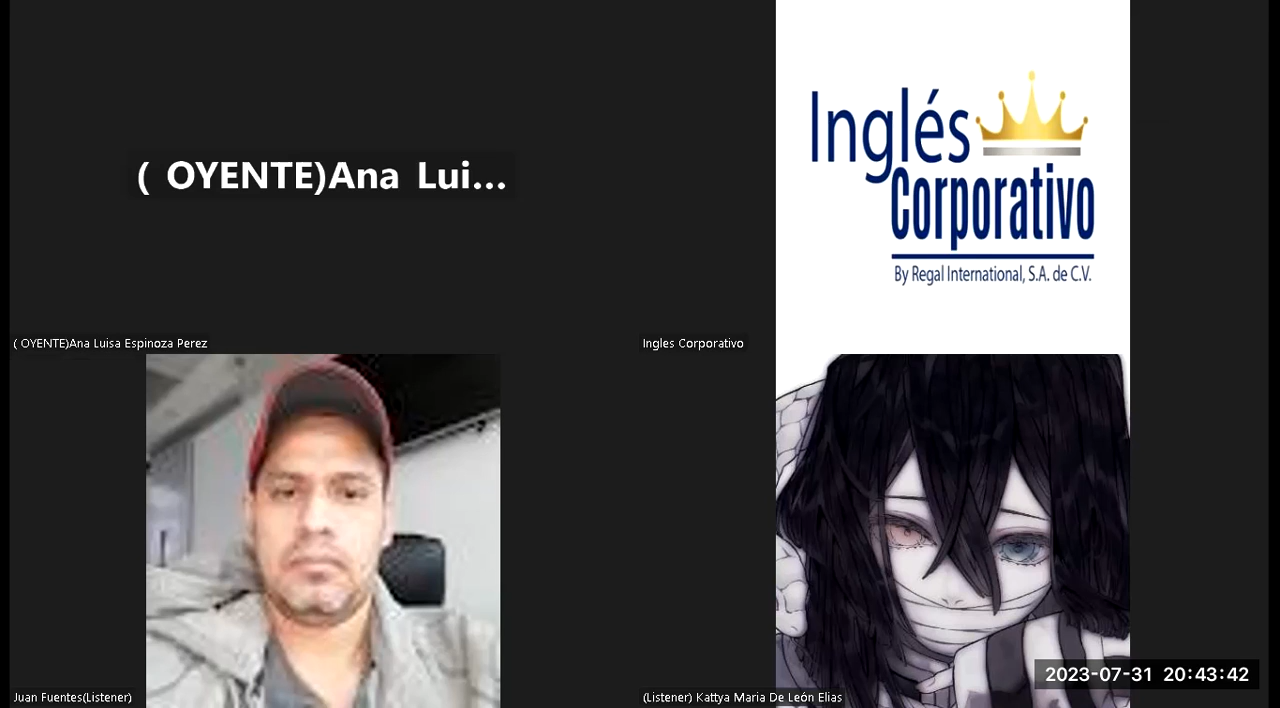 ( OYENTE)Ana Lui...
Inglés
Corporativo
By Regal International, S.A. de C.V.
( OYENTE)Ana Luisa Espinoza Perez
Ingles Corporativo
2023-07-31 20:43:42
Juan Fuentes(Listener)
(Listener) Kattya Maria De León Elias